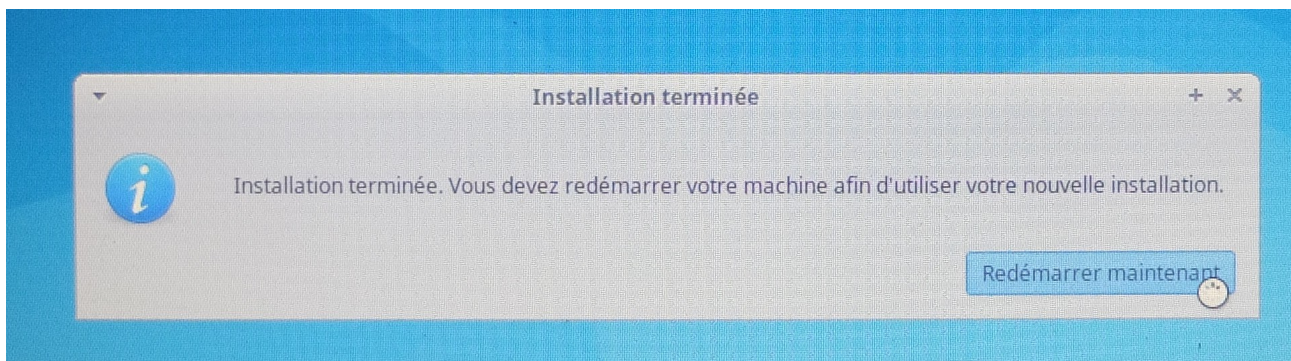 Installation terminée
Installation terminée. Vous devez redémarrer votre machine afin d'utiliser votre nouvelle installation.
Redémarrer maintenant